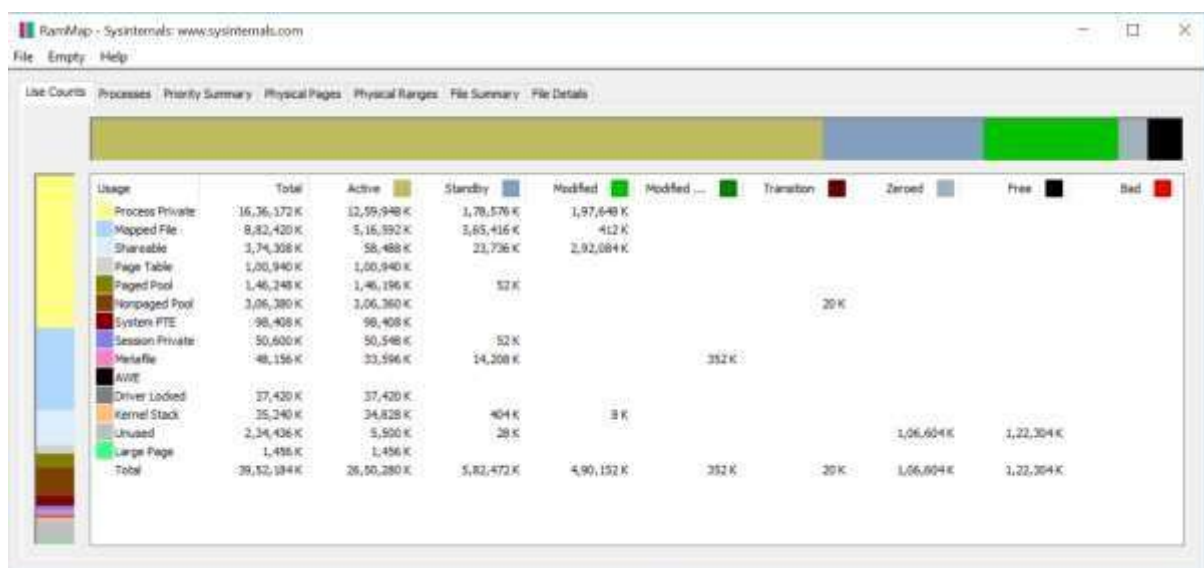 RamMap - Sysinternals: www.sysinternals.com
File Empty Help
Use Counts Processes Priority Summary Physical Pages Physical Ranges File Summary File Details
Usage Total Active Standby Modified Modified ... Transition Zeroed Free Bad
Process Private 16,36,172 K 12,59,948 K 1,78,576 K 1,97,648 K
Mapped File 8,82,420 K 5,16,592 K 3,65,416 K 412 K
Shareable 3,74,308 K 58,488 K 23,736 K 2,92,084 K
Page Table 1,00,940 K 1,00,940 K
Paged Pool 1,46,248 K 1,46,196 K 52 K
Nonpaged Pool 3,06,380 K 3,06,360 K 20 K
System PTE 98,408 K 98,408 K
Session Private 50,600 K 50,548 K 52 K
Metafile 48,156 K 33,596 K 14,208 K 352 K
AWE
Driver Locked 37,420 K 37,420 K
Kernel Stack 35,240 K 34,828 K 404 K 8 K
Unused 2,34,436 K 5,500 K 28 K 1,06,604 K 1,22,304 K
Large Page 1,456 K 1,456 K
Total 39,52,184 K 26,50,280 K 5,82,472 K 4,90,152 K 352 K 20 K 1,06,604 K 1,22,304 K